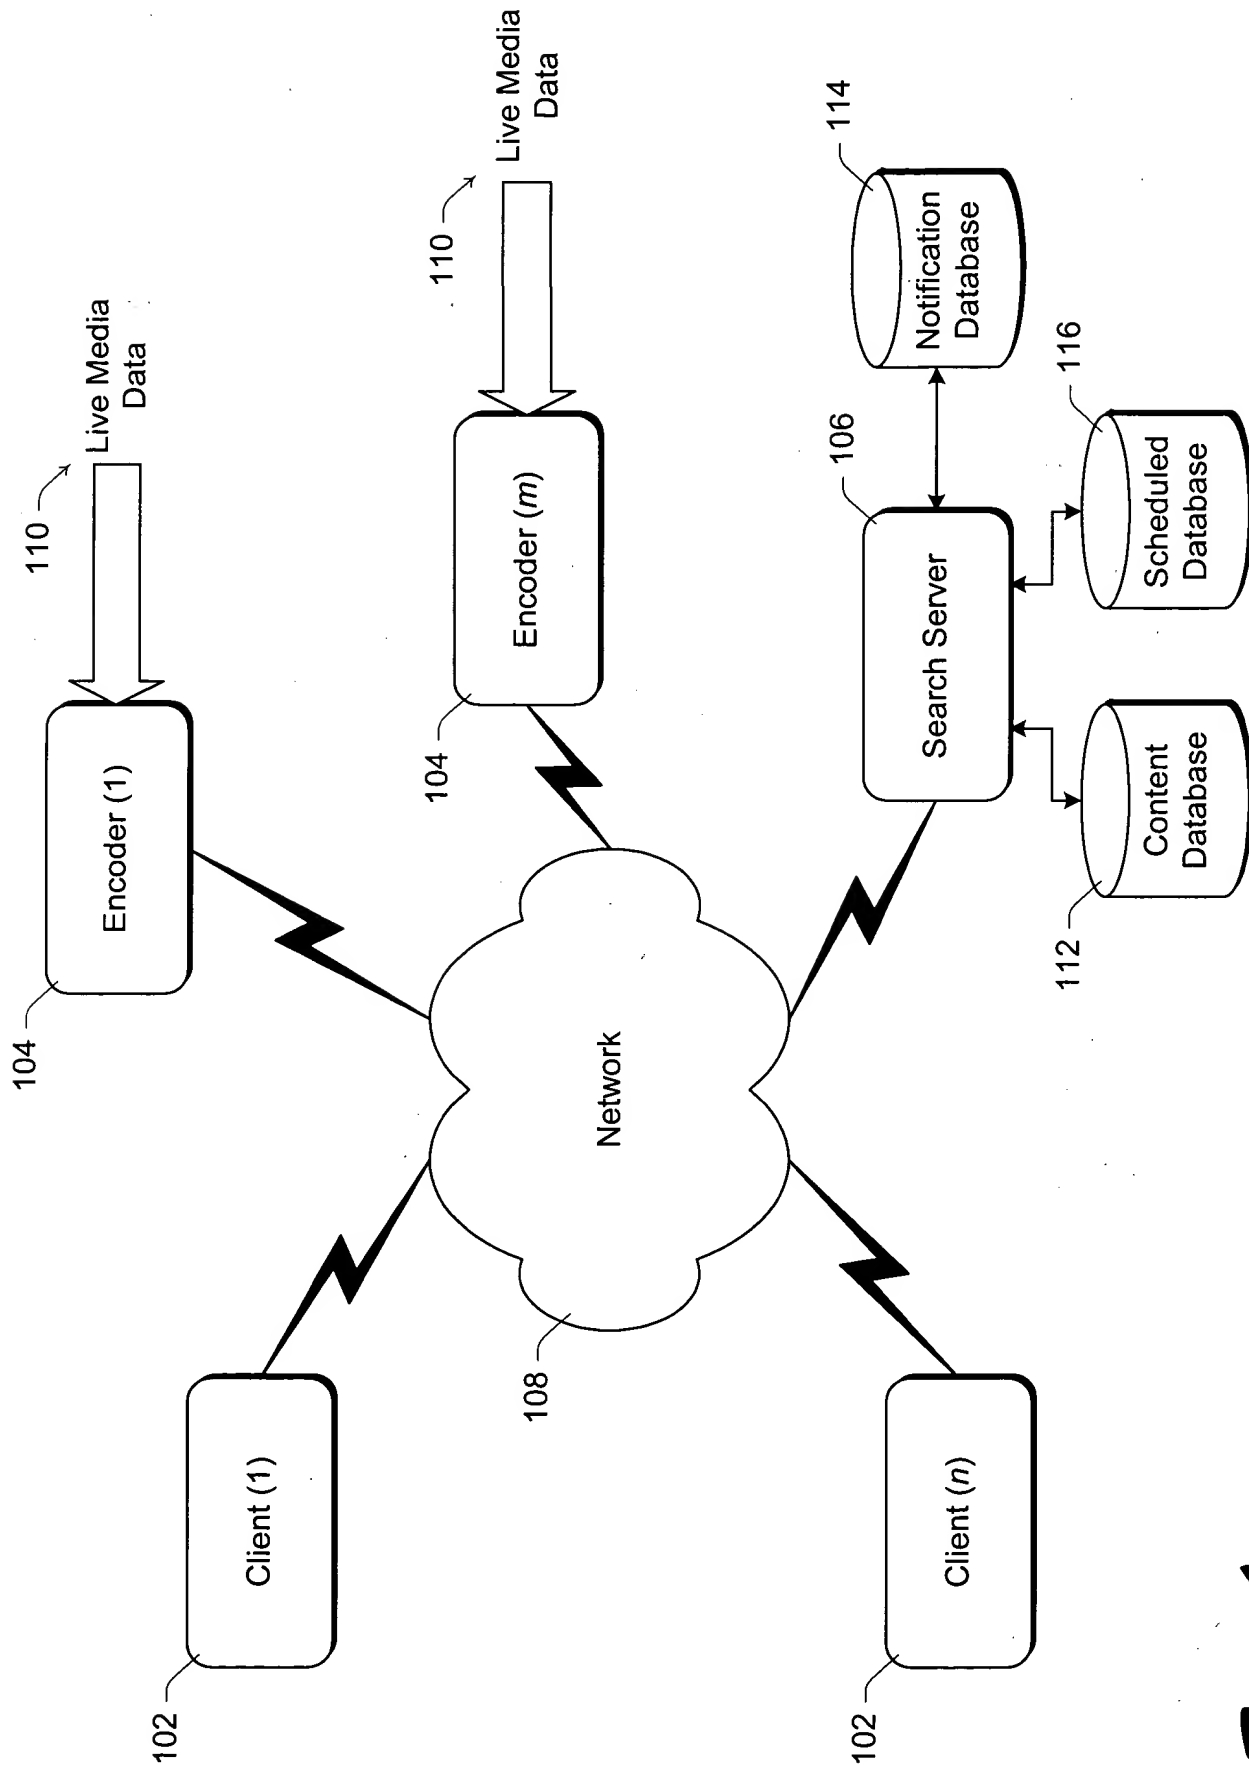 104
110
Live Media
Data
Encoder (1)
102
Client (1)
104
110
Live Media
Data
Encoder (m)
108
Network
106
114
Notification
Database
Search Server
102
Client (n)
112
Content
Database
116
Scheduled
Database